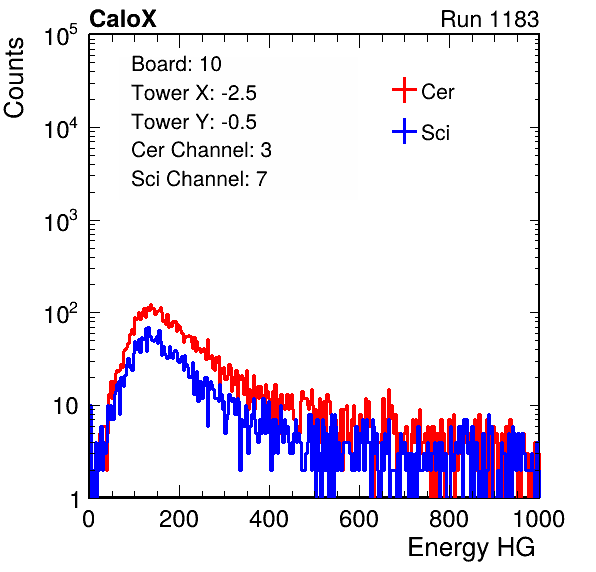 CaloX Run 1183
Counts
10^5
10^4
10^3
10^2
10
1
Board: 10
Tower X: -2.5
Tower Y: -0.5
Cer Channel: 3
Sci Channel: 7
Cer
Sci
0 200 400 600 800 1000
Energy HG